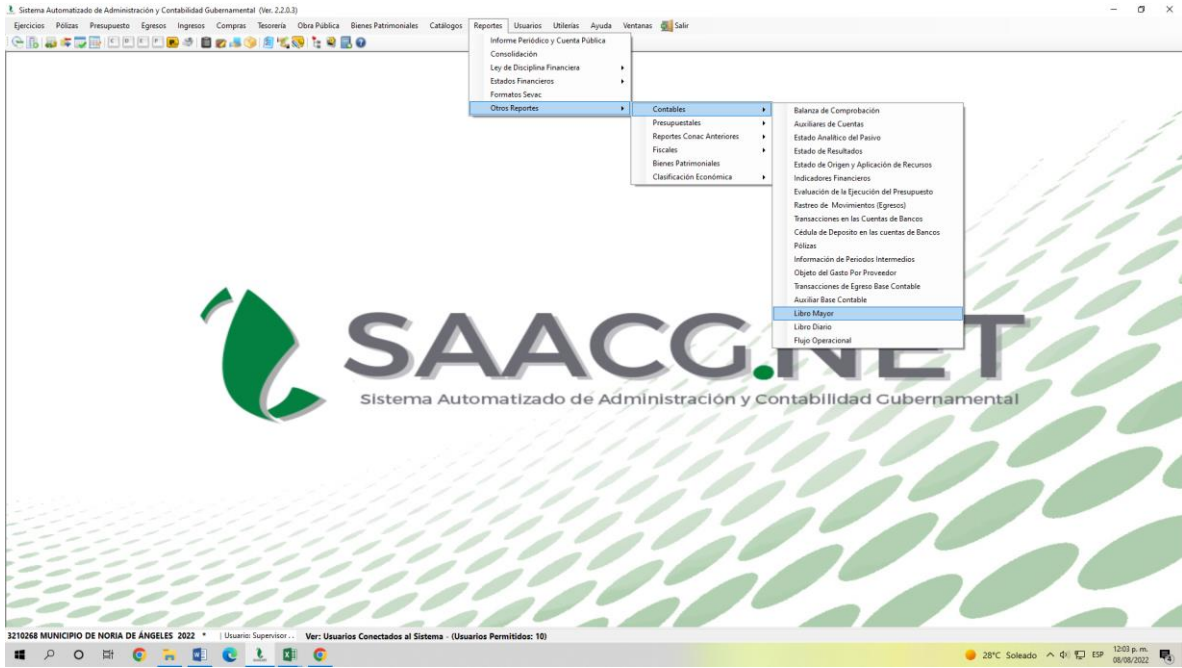 Sistema Automatizado de Administración y Contabilidad Gubernamental (Ver. 2.2.0.3)
Ejercicios Pólizas Presupuesto Egresos Ingresos Compras Tesorería Obra Pública Bienes Patrimoniales Catálogos Reportes Usuarios Utilerías Ayuda Ventanas Salir
Informe Periódico y Cuenta Pública
Consolidación
Ley de Disciplina Financiera
Estados Financieros
Formatos Sevac
Otros Reportes
Contables
Presupuestales
Reportes Conac Anteriores
Fiscales
Bienes Patrimoniales
Clasificación Económica
Balanza de Comprobación
Auxiliares de Cuentas
Estado Analítico del Pasivo
Estado de Resultados
Estado de Origen y Aplicación de Recursos
Indicadores Financieros
Evaluación de la Ejecución del Presupuesto
Rastreo de Movimientos (Egresos)
Transacciones en las Cuentas de Bancos
Cédula de Deposito en las cuentas de Bancos
Pólizas
Información de Periodos Intermedios
Objeto del Gasto Por Proveedor
Transacciones de Egreso Base Contable
Auxiliar Base Contable
Libro Mayor
Libro Diario
Flujo Operacional
SAACG.NET
Sistema Automatizado de Administración y Contabilidad Gubernamental
3210268 MUNICIPIO DE NORIA DE ÁNGELES 2022 * | Usuario: Supervisor . . Ver: Usuarios Conectados al Sistema - (Usuarios Permitidos: 10)
28°C Soleado ESP 12:03 p. m.
08/08/2022